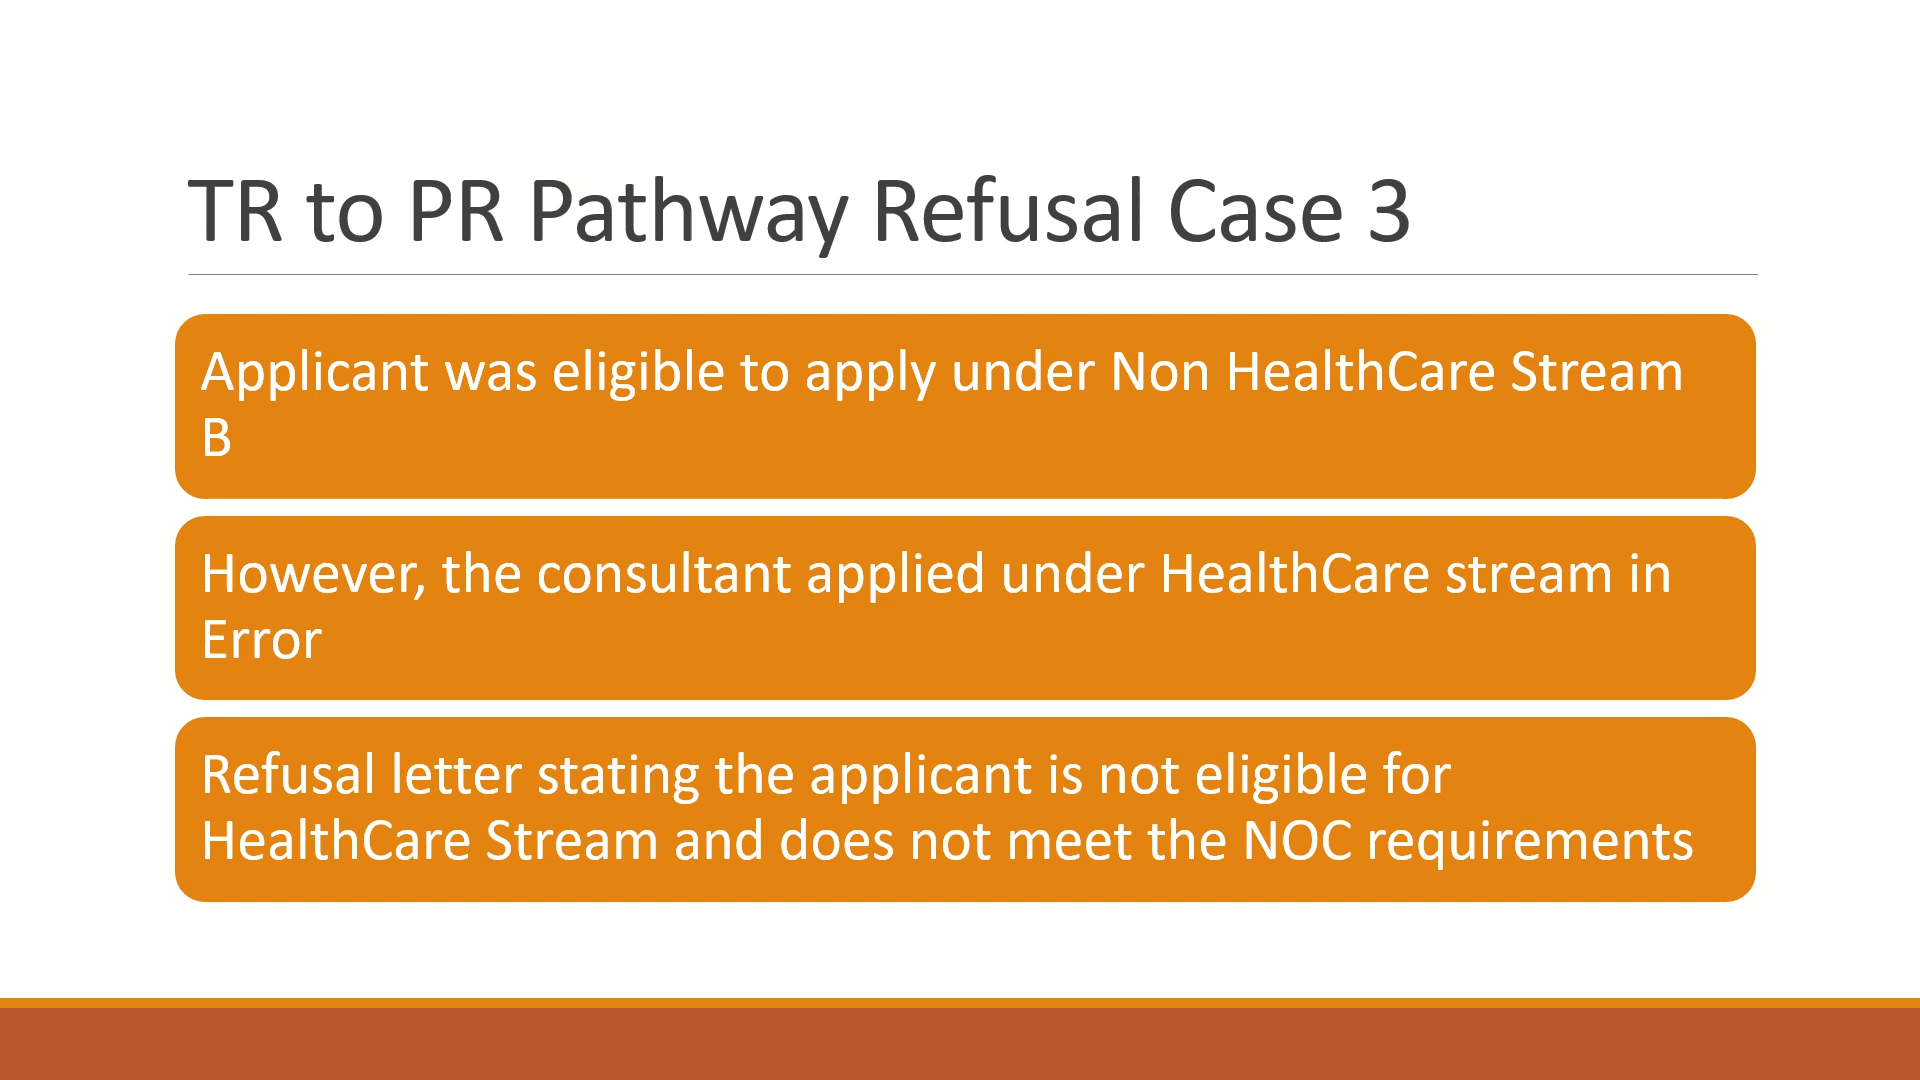 TR to PR Pathway Refusal Case 3
Applicant was eligible to apply under Non HealthCare Stream
B
However, the consultant applied under HealthCare stream in
Error
Refusal letter stating the applicant is not eligible for
HealthCare Stream and does not meet the NOC requirements